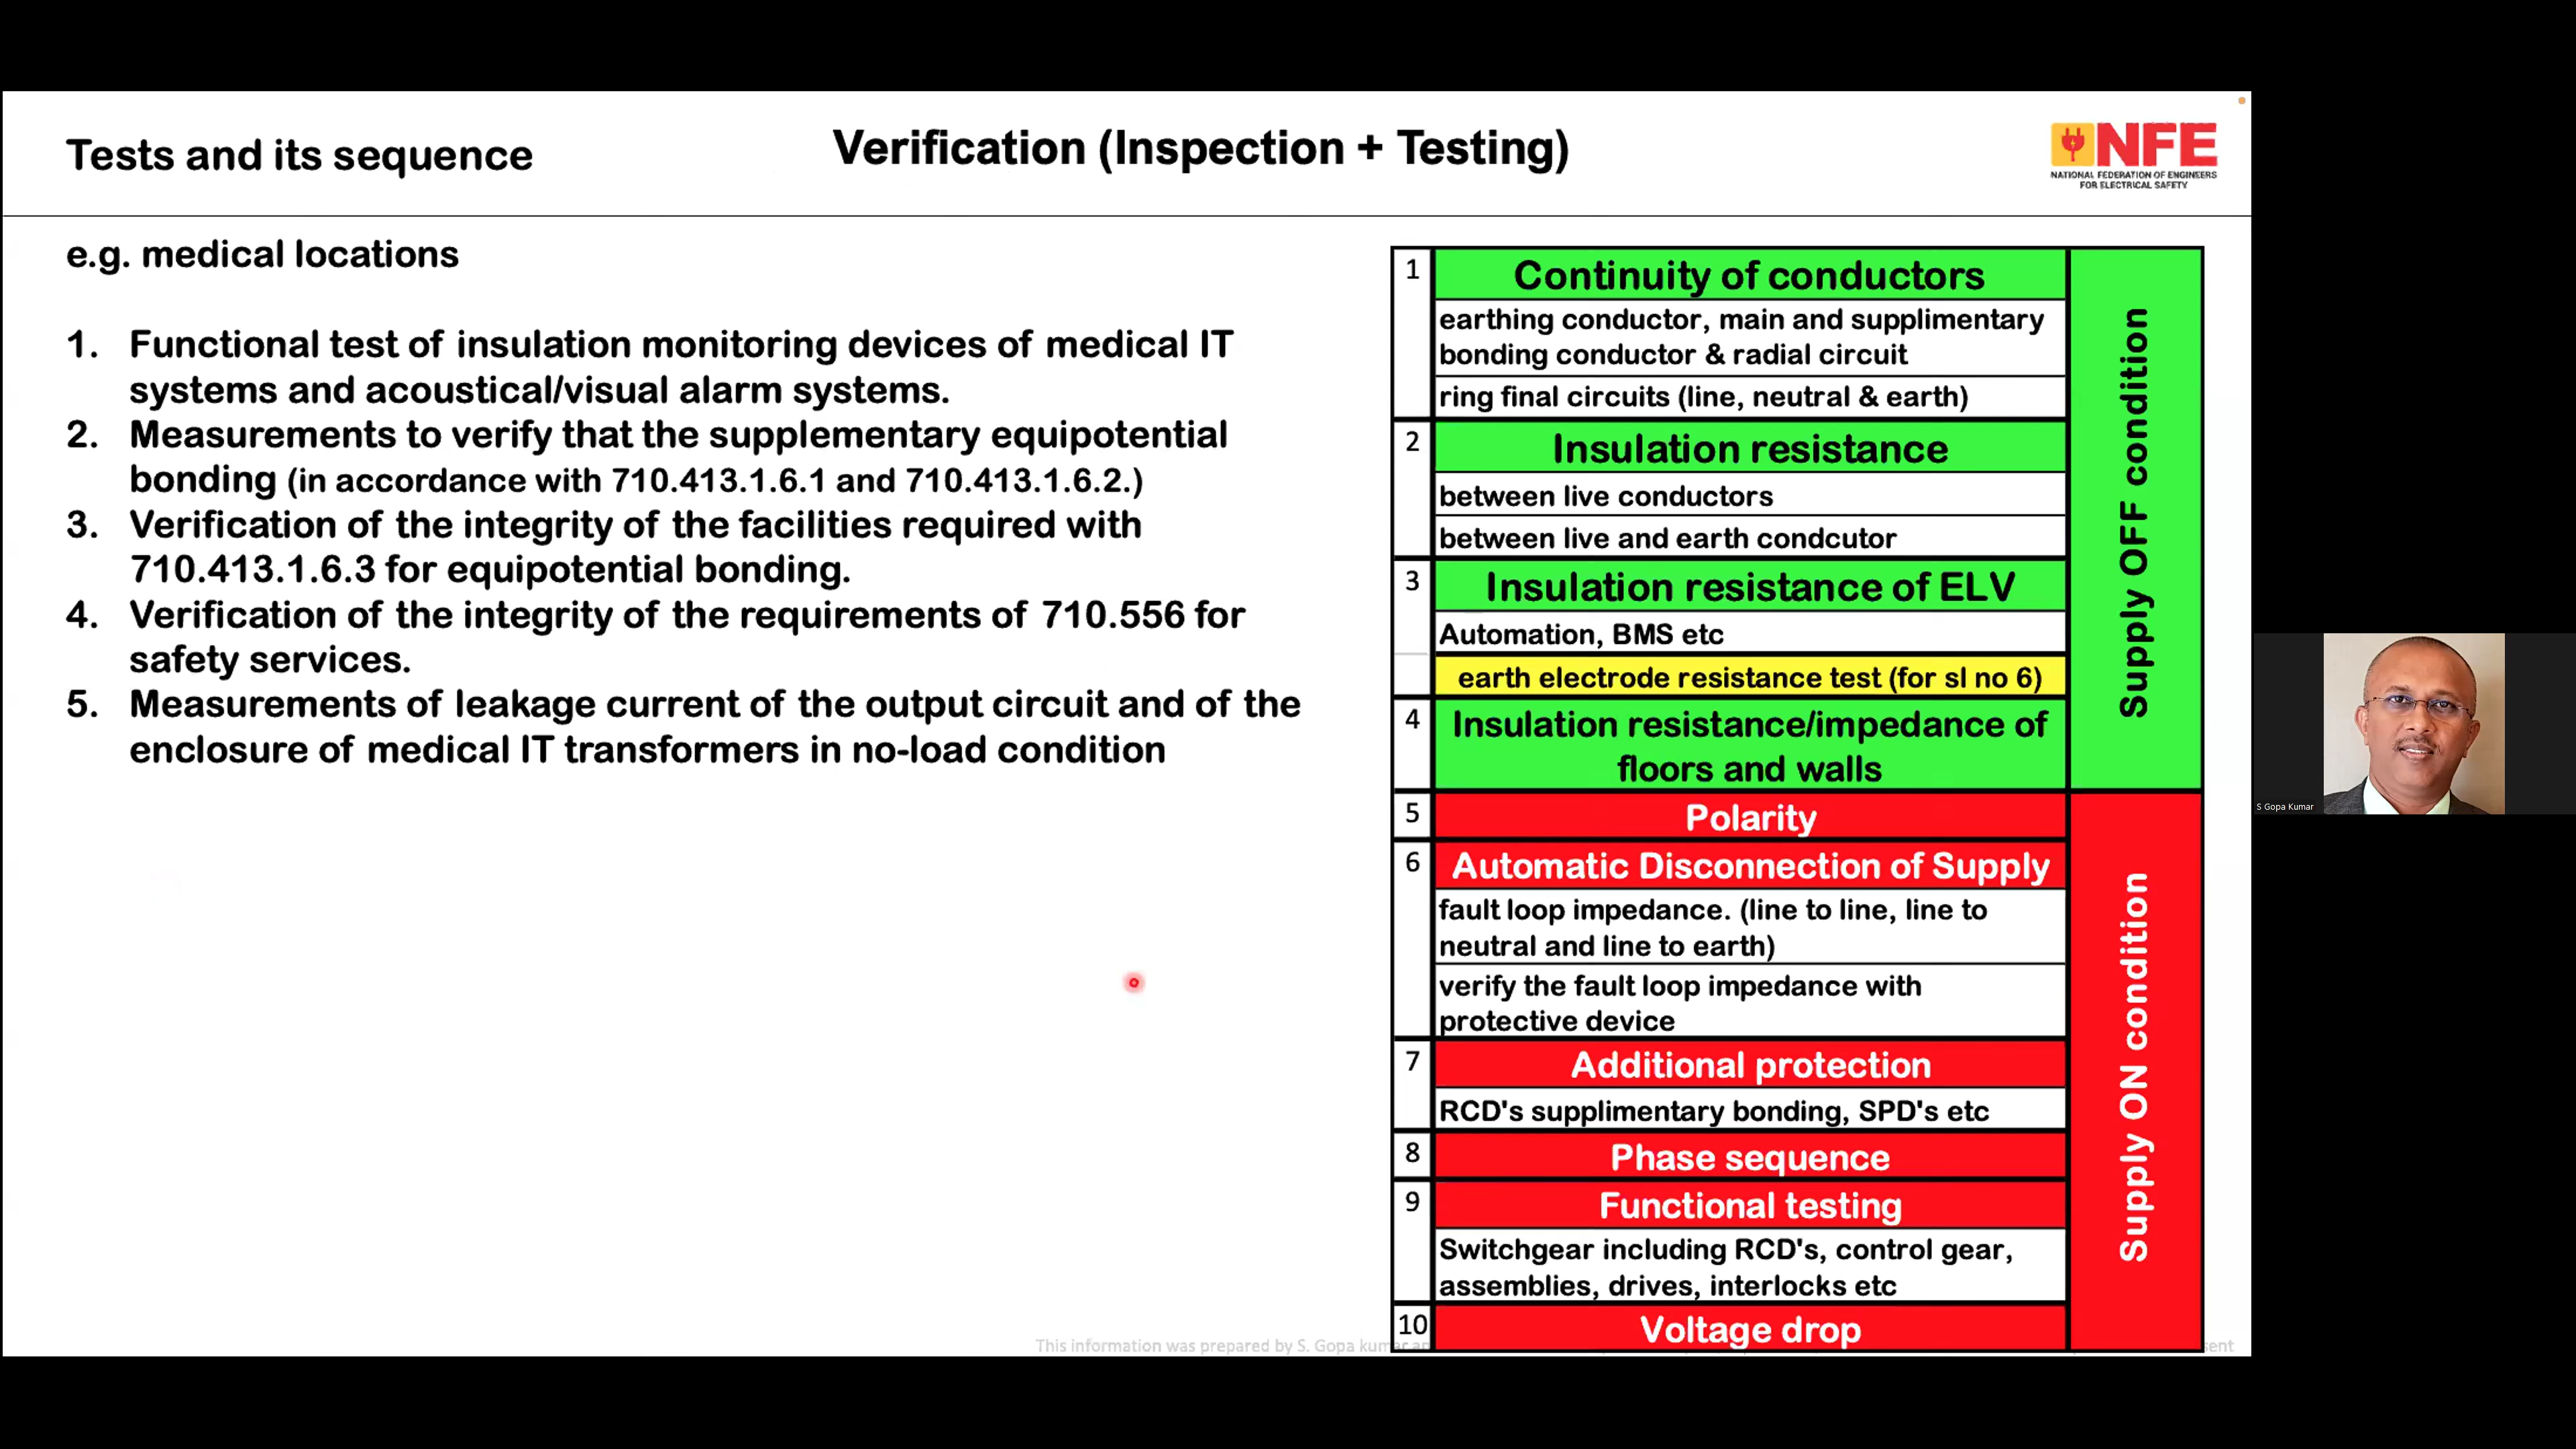 Tests and its sequence
Verification (Inspection + Testing)
NFE
NATIONAL FEDERATION OF ENGINEERS
FOR ELECTRICAL SAFETY
e.g. medical locations
1. Functional test of insulation monitoring devices of medical IT
systems and acoustical/visual alarm systems.
2. Measurements to verify that the supplementary equipotential
bonding (in accordance with 710.413.1.6.1 and 710.413.1.6.2.)
3. Verification of the integrity of the facilities required with
710.413.1.6.3 for equipotential bonding.
4. Verification of the integrity of the requirements of 710.556 for
safety services.
5. Measurements of leakage current of the output circuit and of the
enclosure of medical IT transformers in no-load condition
1 Continuity of conductors
earthing conductor, main and supplimentary
bonding conductor & radial circuit
ring final circuits (line, neutral & earth)
2 Insulation resistance
between live conductors
between live and earth condcutor
3 Insulation resistance of ELV
Automation, BMS etc
earth electrode resistance test (for sl no 6)
4 Insulation resistance/impedance of
floors and walls
Supply OFF condition
5 Polarity
6 Automatic Disconnection of Supply
fault loop impedance. (line to line, line to
neutral and line to earth)
verify the fault loop impedance with
protective device
7 Additional protection
RCD's supplimentary bonding, SPD's etc
8 Phase sequence
9 Functional testing
Switchgear including RCD's, control gear,
assemblies, drives, interlocks etc
10 Voltage drop
Supply ON condition
This information was prepared by S. Gopa kumar
S Gopa Kumar